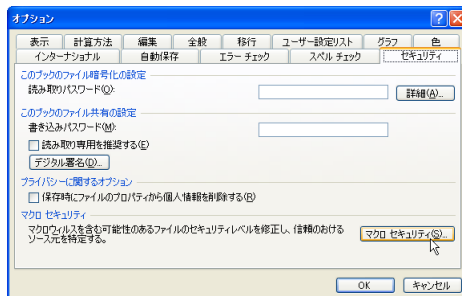 オプション
表示 計算方法 編集 全般 移行 ユーザー設定リスト グラフ 色
インターナショナル 自動保存 エラー チェック スペル チェック セキュリティ
このブックのファイル暗号化の設定
読み取りパスワード(O): 詳細(A)...
このブックのファイル共有の設定
書き込みパスワード(M):
読み取り専用を推奨する(E)
デジタル署名(D)...
プライバシーに関するオプション
保存時にファイルのプロパティから個人情報を削除する(R)
マクロ セキュリティ
マクロウィルスを含む可能性のあるファイルのセキュリティレベルを修正し、信頼のおける
ソース元を特定する。
マクロ セキュリティ(S)...
OK キャンセル